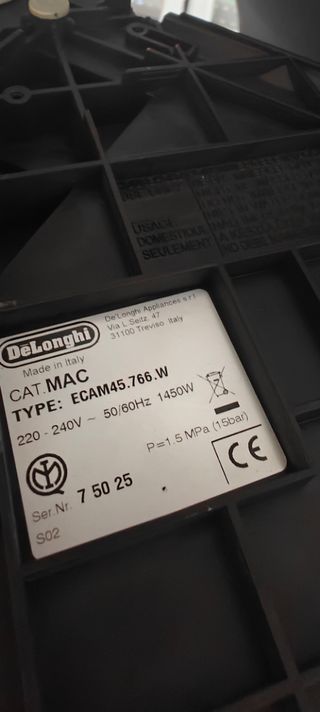 USAGE
DOMESTIQUE
SEULEMENT
DeLonghi
De'Longhi Appliances s.r.l.
Via L.Seitz, 47
31100 Treviso Italy
Made in Italy
CAT.MAC
TYPE: ECAM45.766.W
220 - 240V ~ 50/60Hz 1450W
P=1.5 MPa (15bar)
Ser.Nr. 7 50 25
S02
CE